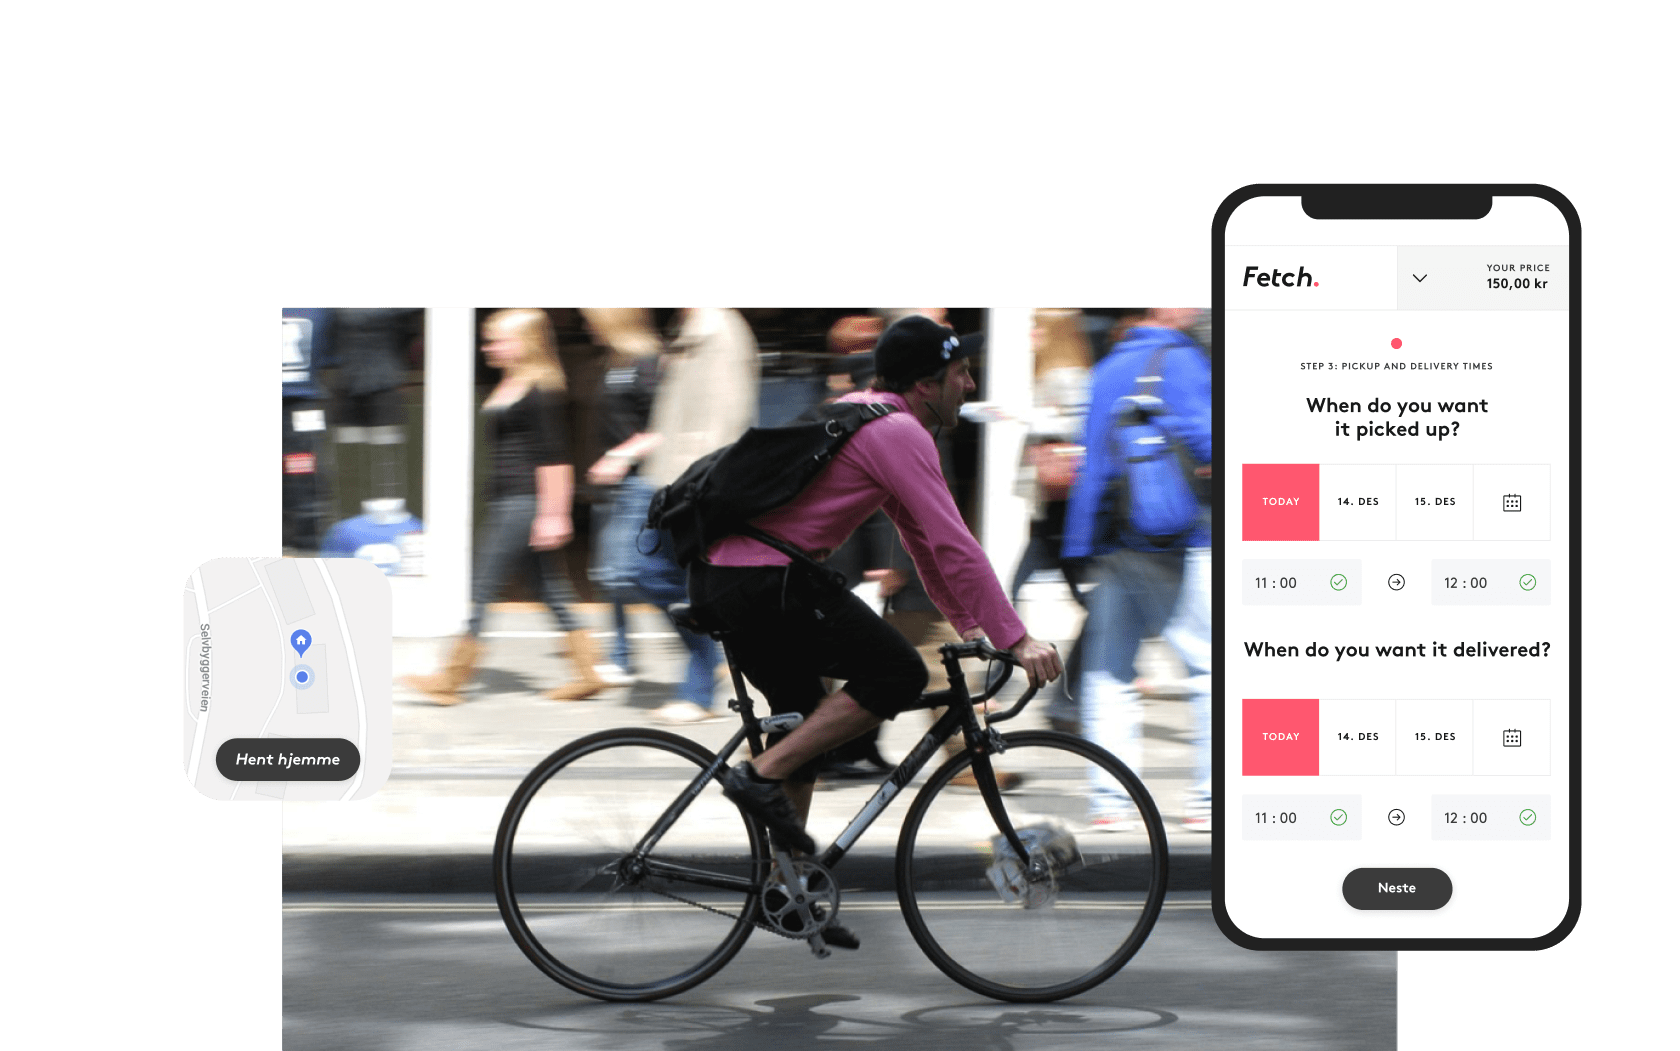 Fetch.
YOUR PRICE
150,00 kr
STEP 3: PICKUP AND DELIVERY TIMES
When do you want
it picked up?
TODAY
14. DES
15. DES
11 : 00
12 : 00
When do you want it delivered?
TODAY
14. DES
15. DES
11 : 00
12 : 00
Neste
Selvbyggerveien
Hent hjemme